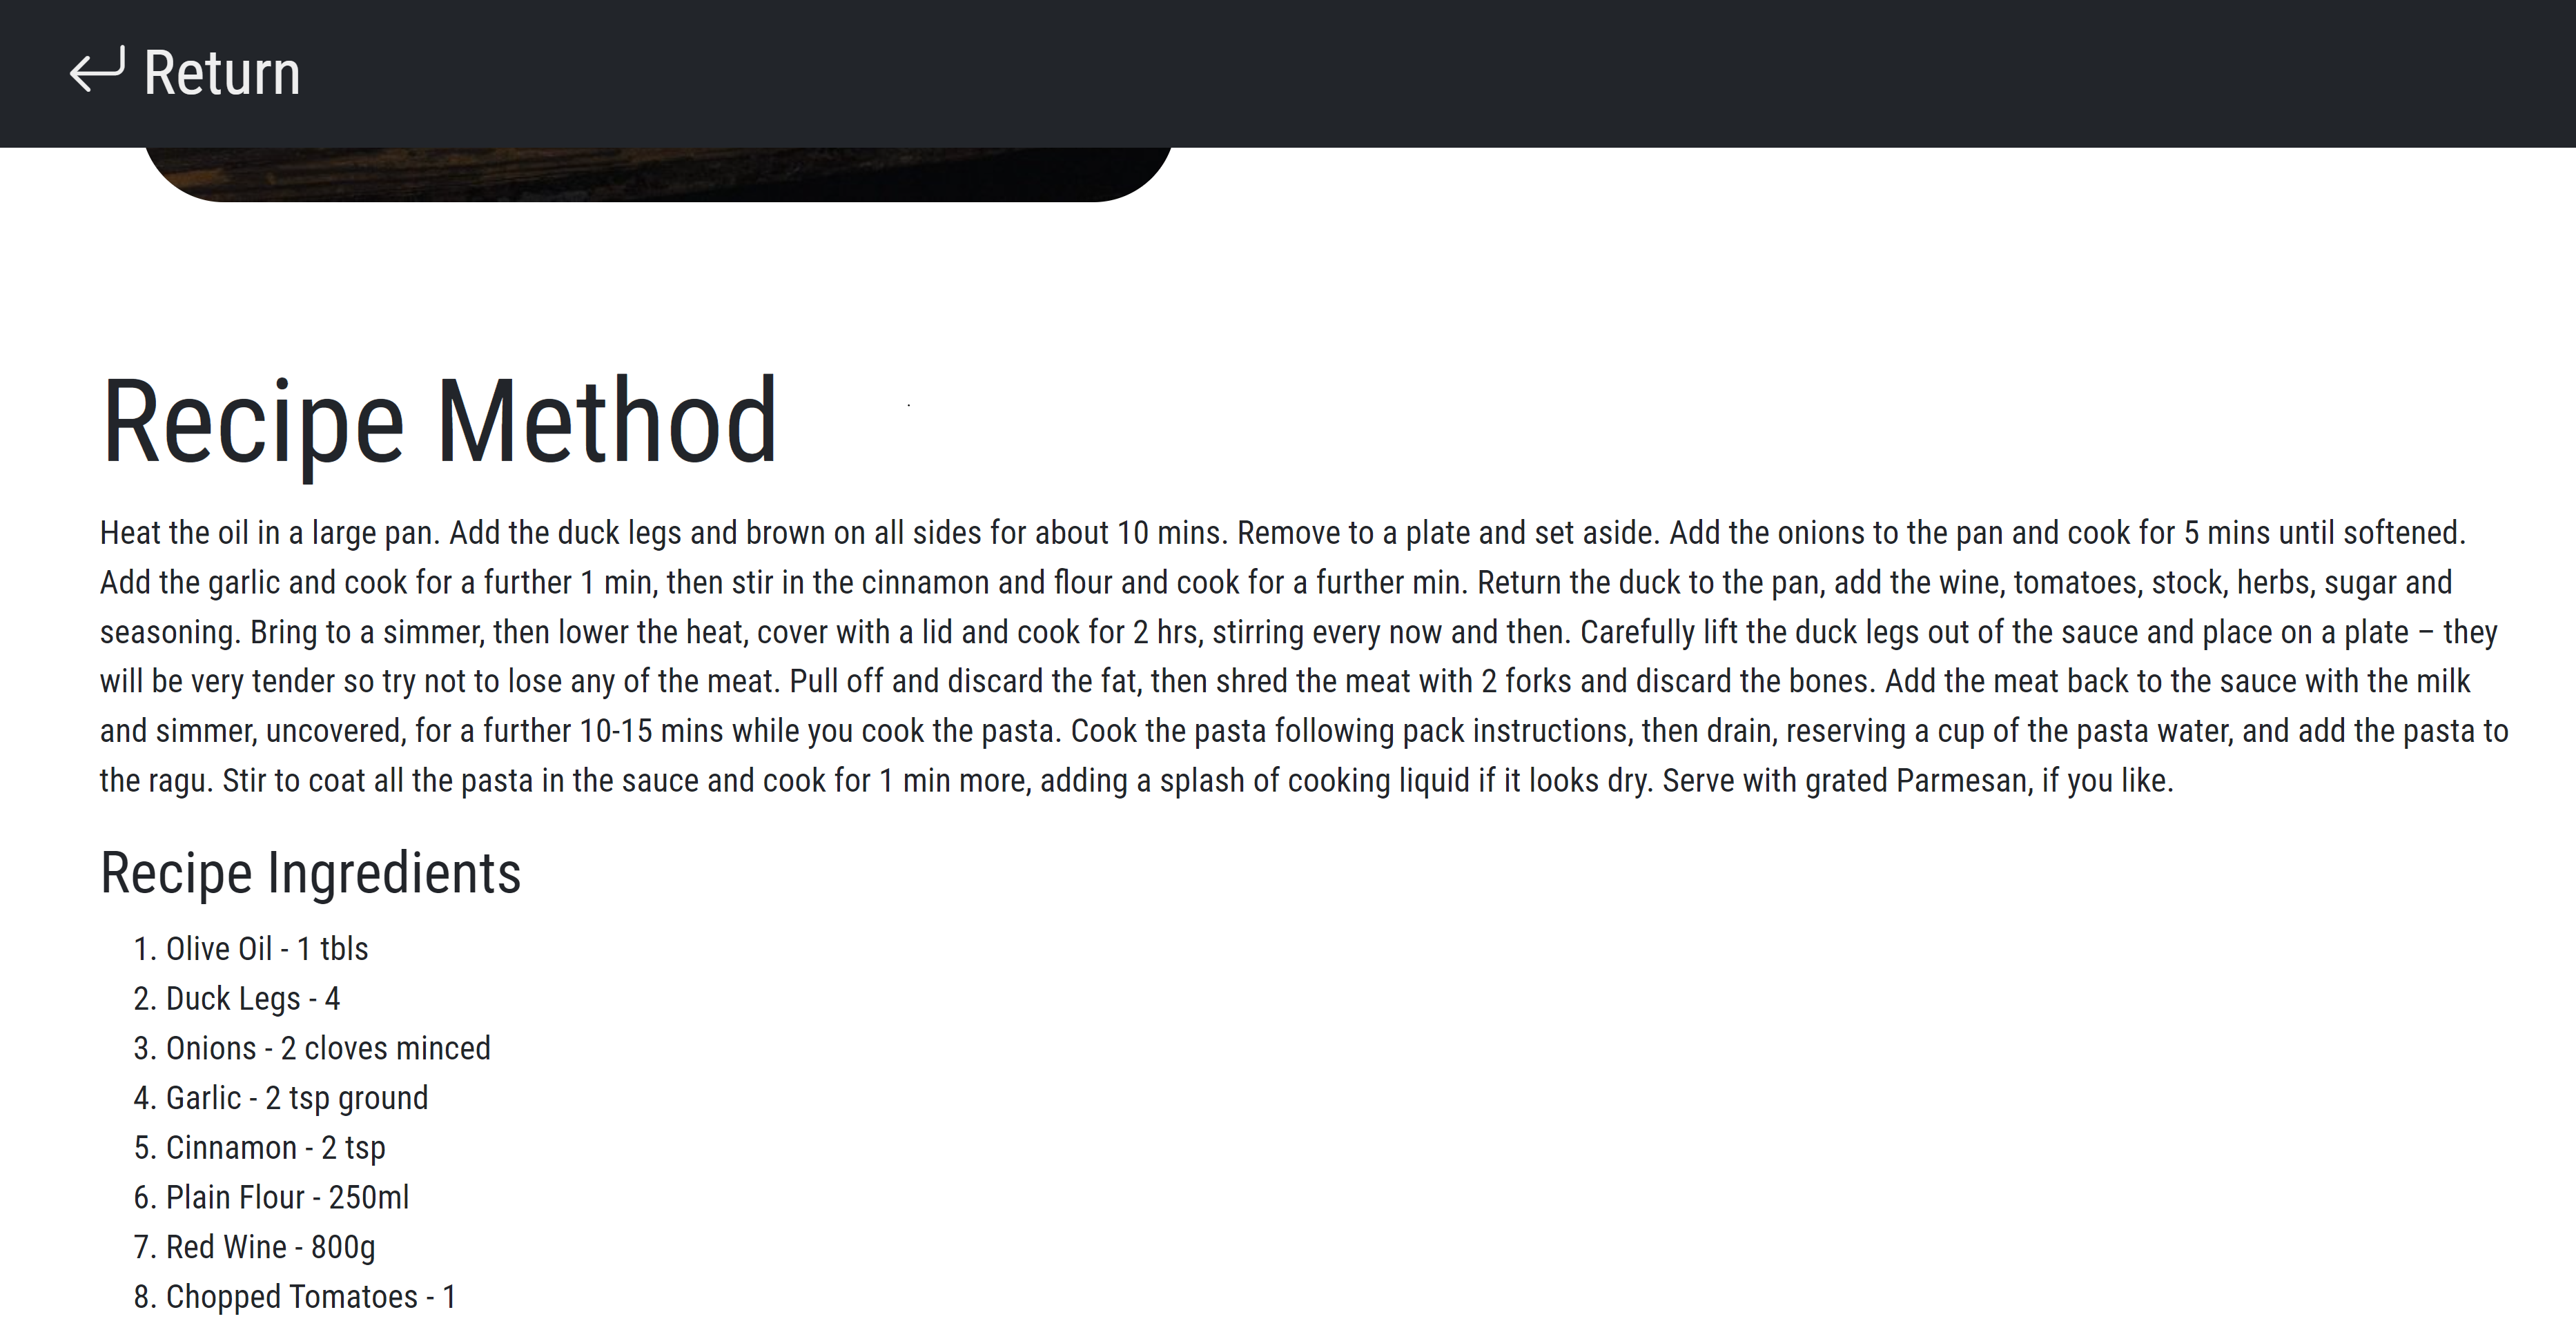 Return
Recipe Method
Heat the oil in a large pan. Add the duck legs and brown on all sides for about 10 mins. Remove to a plate and set aside. Add the onions to the pan and cook for 5 mins until softened.
Add the garlic and cook for a further 1 min, then stir in the cinnamon and flour and cook for a further min. Return the duck to the pan, add the wine, tomatoes, stock, herbs, sugar and
seasoning. Bring to a simmer, then lower the heat, cover with a lid and cook for 2 hrs, stirring every now and then. Carefully lift the duck legs out of the sauce and place on a plate – they
will be very tender so try not to lose any of the meat. Pull off and discard the fat, then shred the meat with 2 forks and discard the bones. Add the meat back to the sauce with the milk
and simmer, uncovered, for a further 10-15 mins while you cook the pasta. Cook the pasta following pack instructions, then drain, reserving a cup of the pasta water, and add the pasta to
the ragu. Stir to coat all the pasta in the sauce and cook for 1 min more, adding a splash of cooking liquid if it looks dry. Serve with grated Parmesan, if you like.
Recipe Ingredients
1. Olive Oil - 1 tbls
2. Duck Legs - 4
3. Onions - 2 cloves minced
4. Garlic - 2 tsp ground
5. Cinnamon - 2 tsp
6. Plain Flour - 250ml
7. Red Wine - 800g
8. Chopped Tomatoes - 1